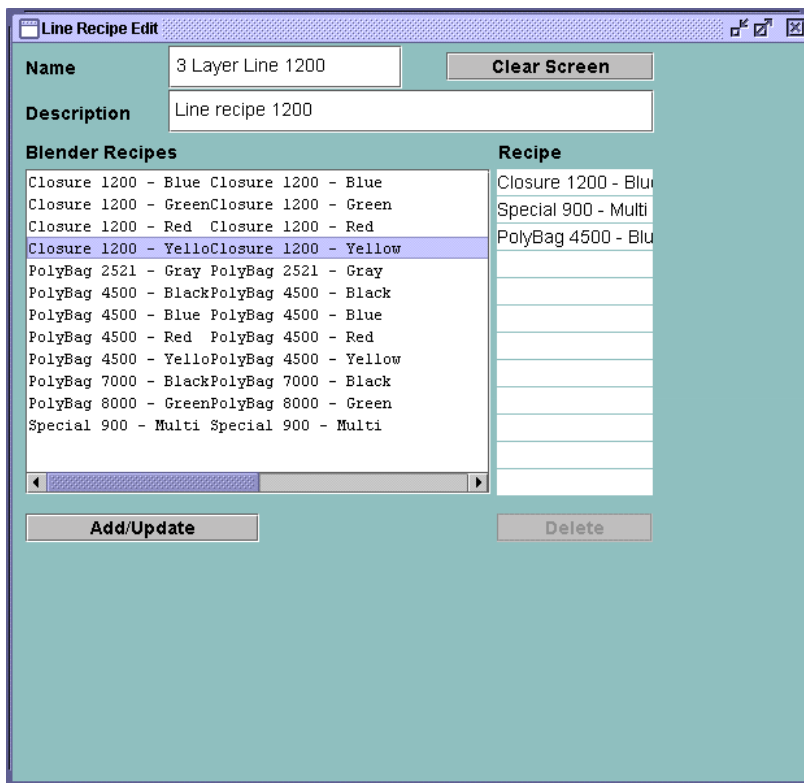 Line Recipe Edit
Name
3 Layer Line 1200
Clear Screen
Description
Line recipe 1200
Blender Recipes
Recipe
Closure 1200 - Blue Closure 1200 - Blue
Closure 1200 - GreenClosure 1200 - Green
Closure 1200 - Red Closure 1200 - Red
Closure 1200 - YelloClosure 1200 - Yellow
PolyBag 2521 - Gray PolyBag 2521 - Gray
PolyBag 4500 - BlackPolyBag 4500 - Black
PolyBag 4500 - Blue PolyBag 4500 - Blue
PolyBag 4500 - Red PolyBag 4500 - Red
PolyBag 4500 - YelloPolyBag 4500 - Yellow
PolyBag 7000 - BlackPolyBag 7000 - Black
PolyBag 8000 - GreenPolyBag 8000 - Green
Special 900 - Multi Special 900 - Multi
Closure 1200 - Blu
Special 900 - Multi
PolyBag 4500 - Blu
Add/Update
Delete